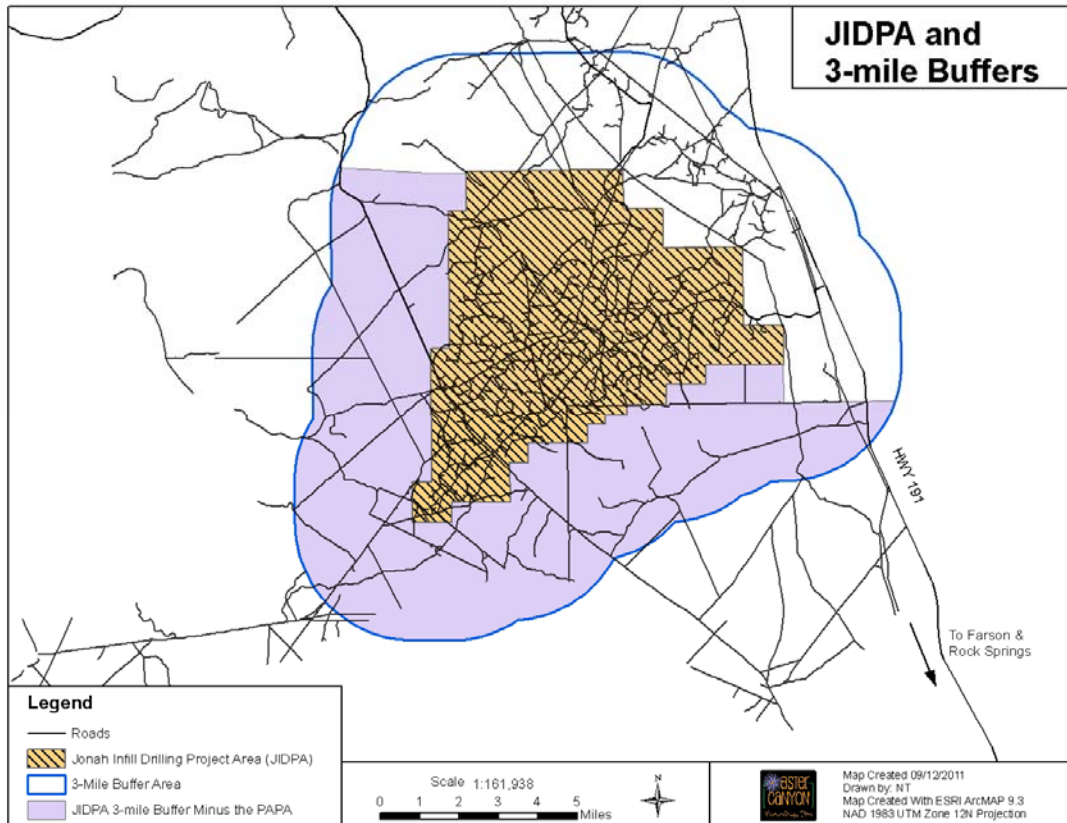 JIDPA and
3-mile Buffers
HWY 191
To Farson &
Rock Springs
Legend
Roads
Jonah Infill Drilling Project Area (JIDPA)
3-Mile Buffer Area
JIDPA 3-mile Buffer Minus the PAPA
Scale 1:161,938
0 1 2 3 4 5
Miles
N
aster
CANYON
Map Created 09/12/2011
Drawn by: NT
Map Created With ESRI ArcMAP 9.3
NAD 1983 UTM Zone 12N Projection